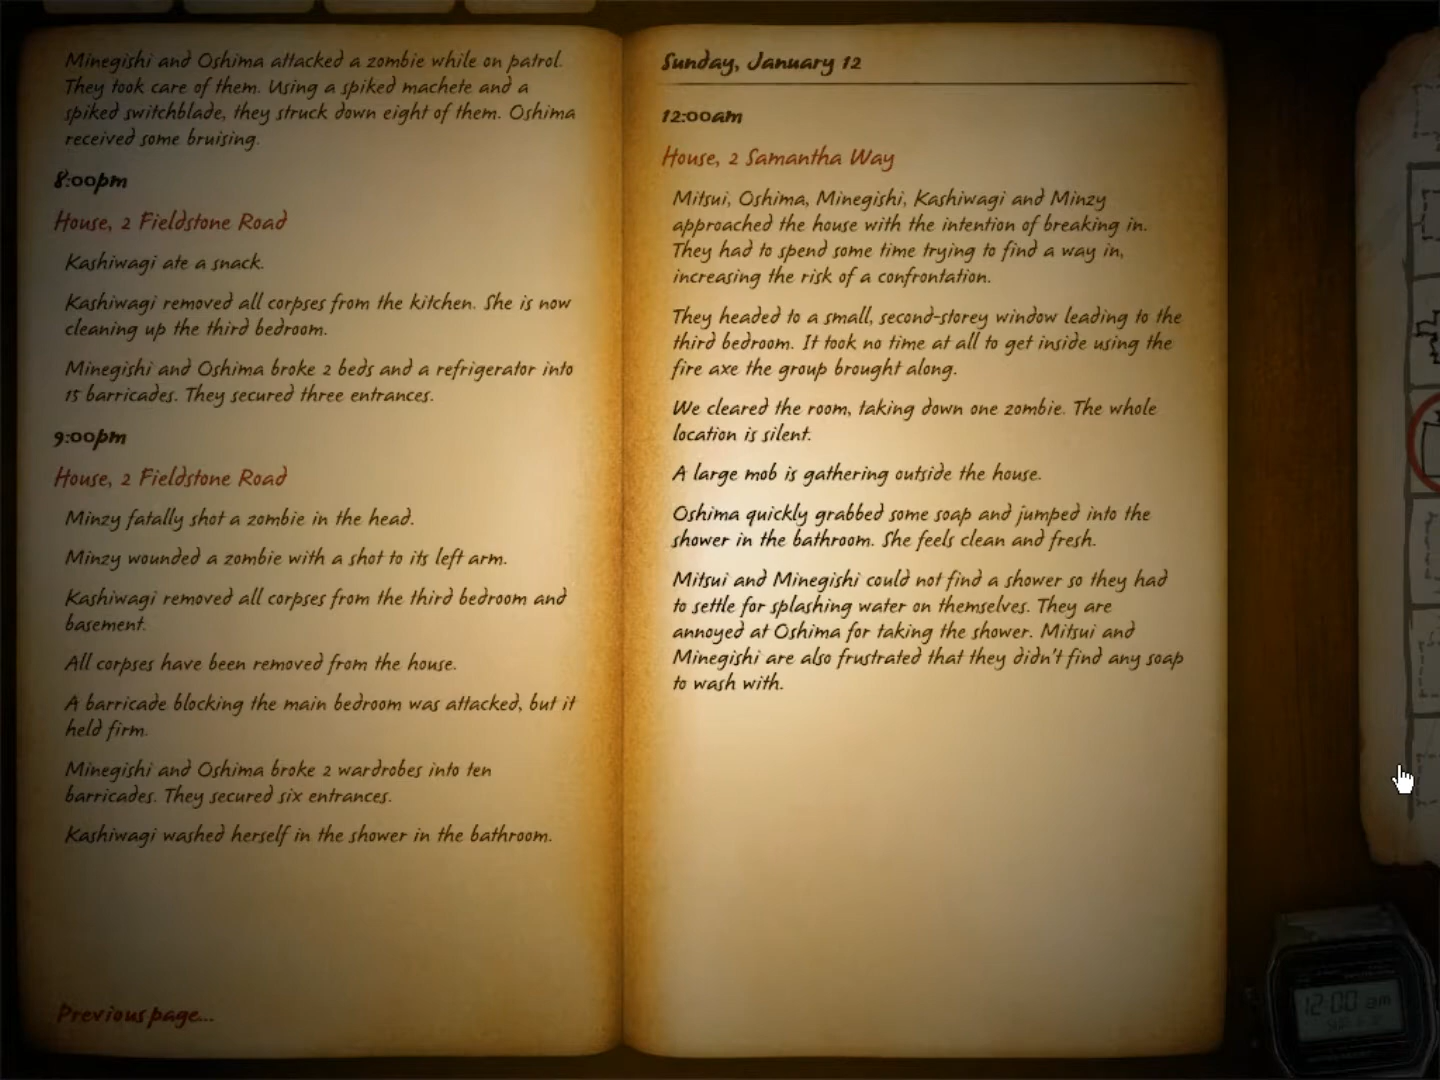 Minegishi and Oshima attacked a zombie while on patrol.
They took care of them. Using a spiked machete and a
spiked switchblade, they struck down eight of them. Oshima
received some bruising.
8:00pm
House, 2 Fieldstone Road
Kashiwagi ate a snack.
Kashiwagi removed all corpses from the kitchen. She is now
cleaning up the third bedroom.
Minegishi and Oshima broke 2 beds and a refrigerator into
15 barricades. They secured three entrances.
9:00pm
House, 2 Fieldstone Road
Minzy fatally shot a zombie in the head.
Minzy wounded a zombie with a shot to its left arm.
Kashiwagi removed all corpses from the third bedroom and
basement.
All corpses have been removed from the house.
A barricade blocking the main bedroom was attacked, but it
held firm.
Minegishi and Oshima broke 2 wardrobes into ten
barricades. They secured six entrances.
Kashiwagi washed herself in the shower in the bathroom.
Previous page...
Sunday, January 12
12:00am
House, 2 Samantha Way
Mitsui, Oshima, Minegishi, Kashiwagi and Minzy
approached the house with the intention of breaking in.
They had to spend some time trying to find a way in,
increasing the risk of a confrontation.
They headed to a small, second-storey window leading to the
third bedroom. It took no time at all to get inside using the
fire axe the group brought along.
We cleared the room, taking down one zombie. The whole
location is silent.
A large mob is gathering outside the house.
Oshima quickly grabbed some soap and jumped into the
shower in the bathroom. She feels clean and fresh.
Mitsui and Minegishi could not find a shower so they had
to settle for splashing water on themselves. They are
annoyed at Oshima for taking the shower. Mitsui and
Minegishi are also frustrated that they didn't find any soap
to wash with.
12:00 am